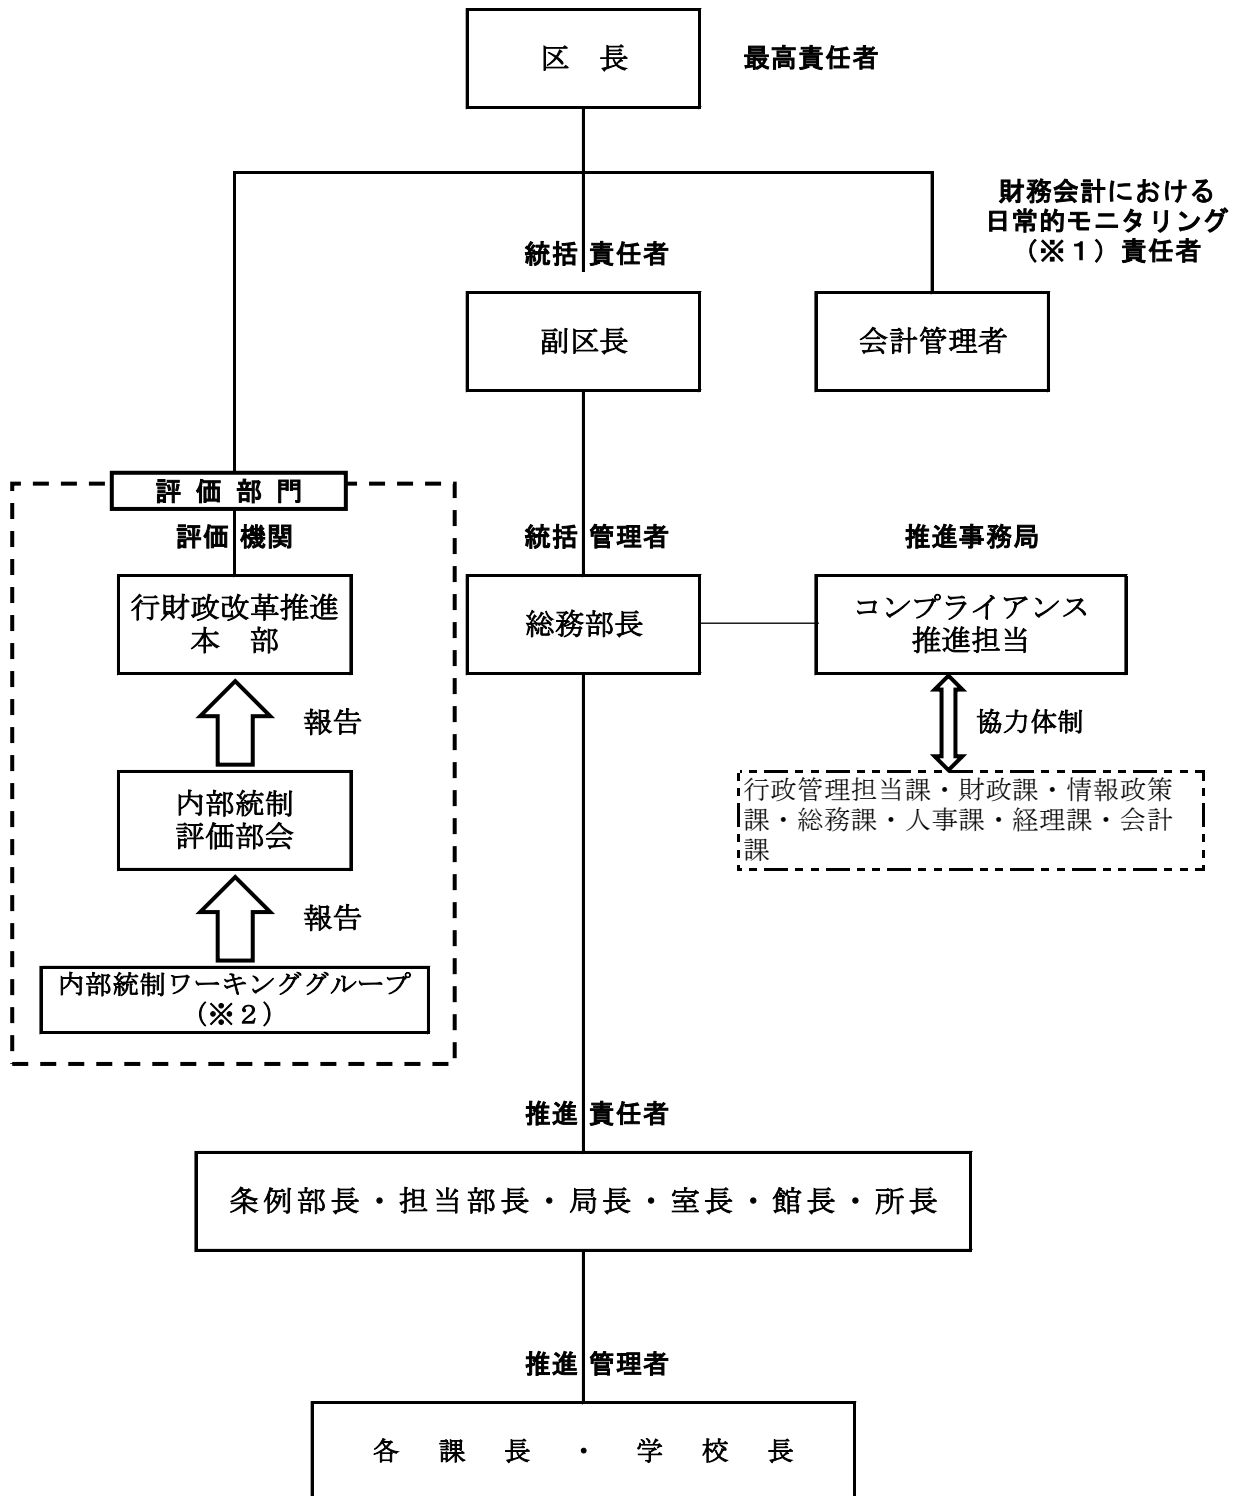 区　長
最高責任者
財務会計における
日常的モニタリング
（※１）責任者
統括責任者
副区長
会計管理者
評価部門
評価機関
統括管理者
推進事務局
行財政改革推進
本　部
総務部長
コンプライアンス
推進担当
報告
協力体制
内部統制
評価部会
行政管理担当課・財政課・情報政策
課・総務課・人事課・経理課・会計
課
報告
内部統制ワーキンググループ
（※２）
推進責任者
条例部長・担当部長・局長・室長・館長・所長
推進管理者
各　課　長　・　学　校　長